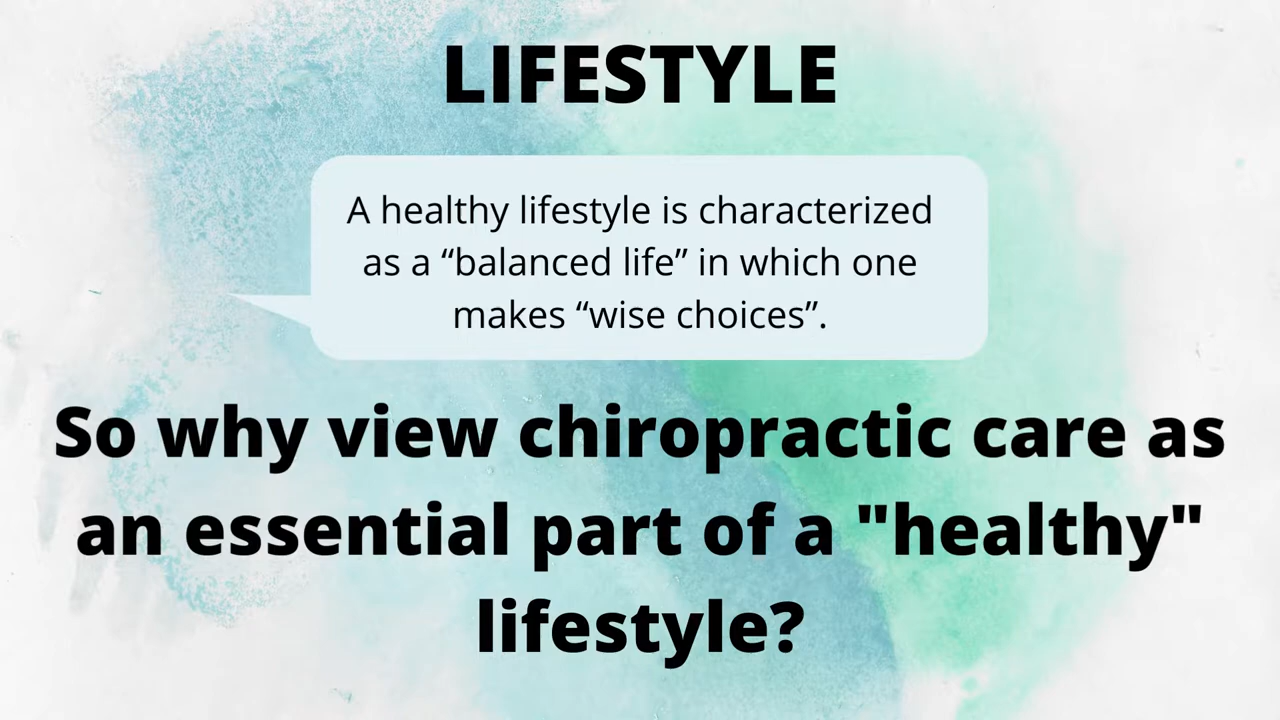 LIFESTYLE
A healthy lifestyle is characterized
as a “balanced life” in which one
makes “wise choices”.
So why view chiropractic care as
an essential part of a "healthy"
lifestyle?